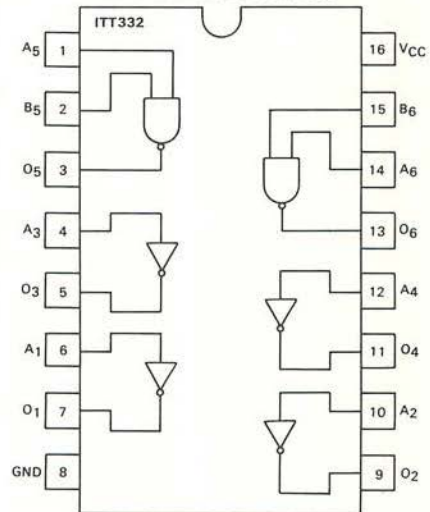 ITT332
A5 1
B5 2
O5 3
A3 4
O3 5
A1 6
O1 7
GND 8
16 VCC
15 B6
14 A6
13 O6
12 A4
11 O4
10 A2
9 O2